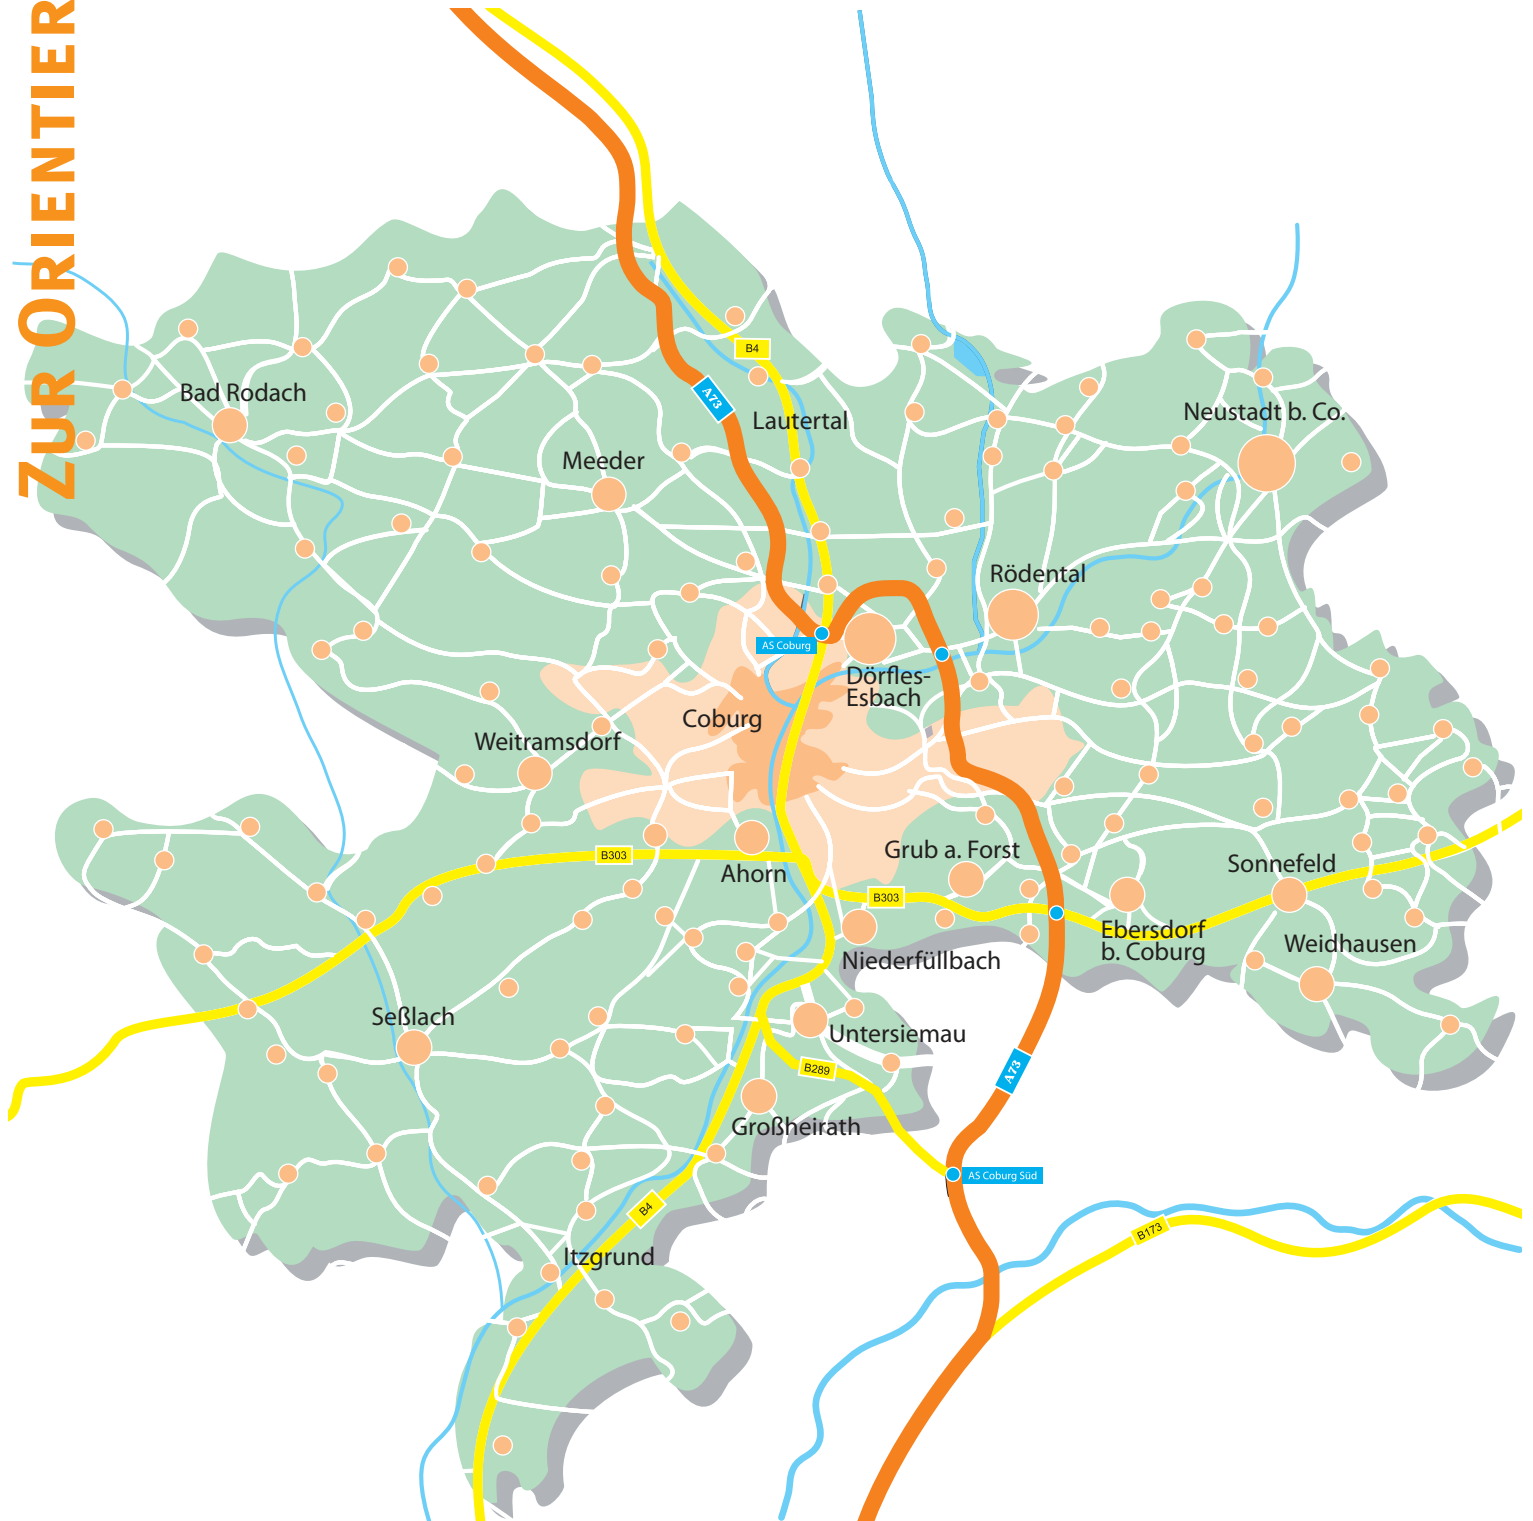 ZUR ORIENTIER
B4
A73
Bad Rodach
Lautertal
Neustadt b. Co.
Meeder
Rödental
AS Coburg
Dörfles-
Esbach
Coburg
Weitramsdorf
B303
Grub a. Forst
Sonnefeld
Ahorn
B303
Ebersdorf
b. Coburg
Weidhausen
Niederfüllbach
Seßlach
Untersiemau
B289
A73
Großheirath
AS Coburg Süd
B4
B173
Itzgrund